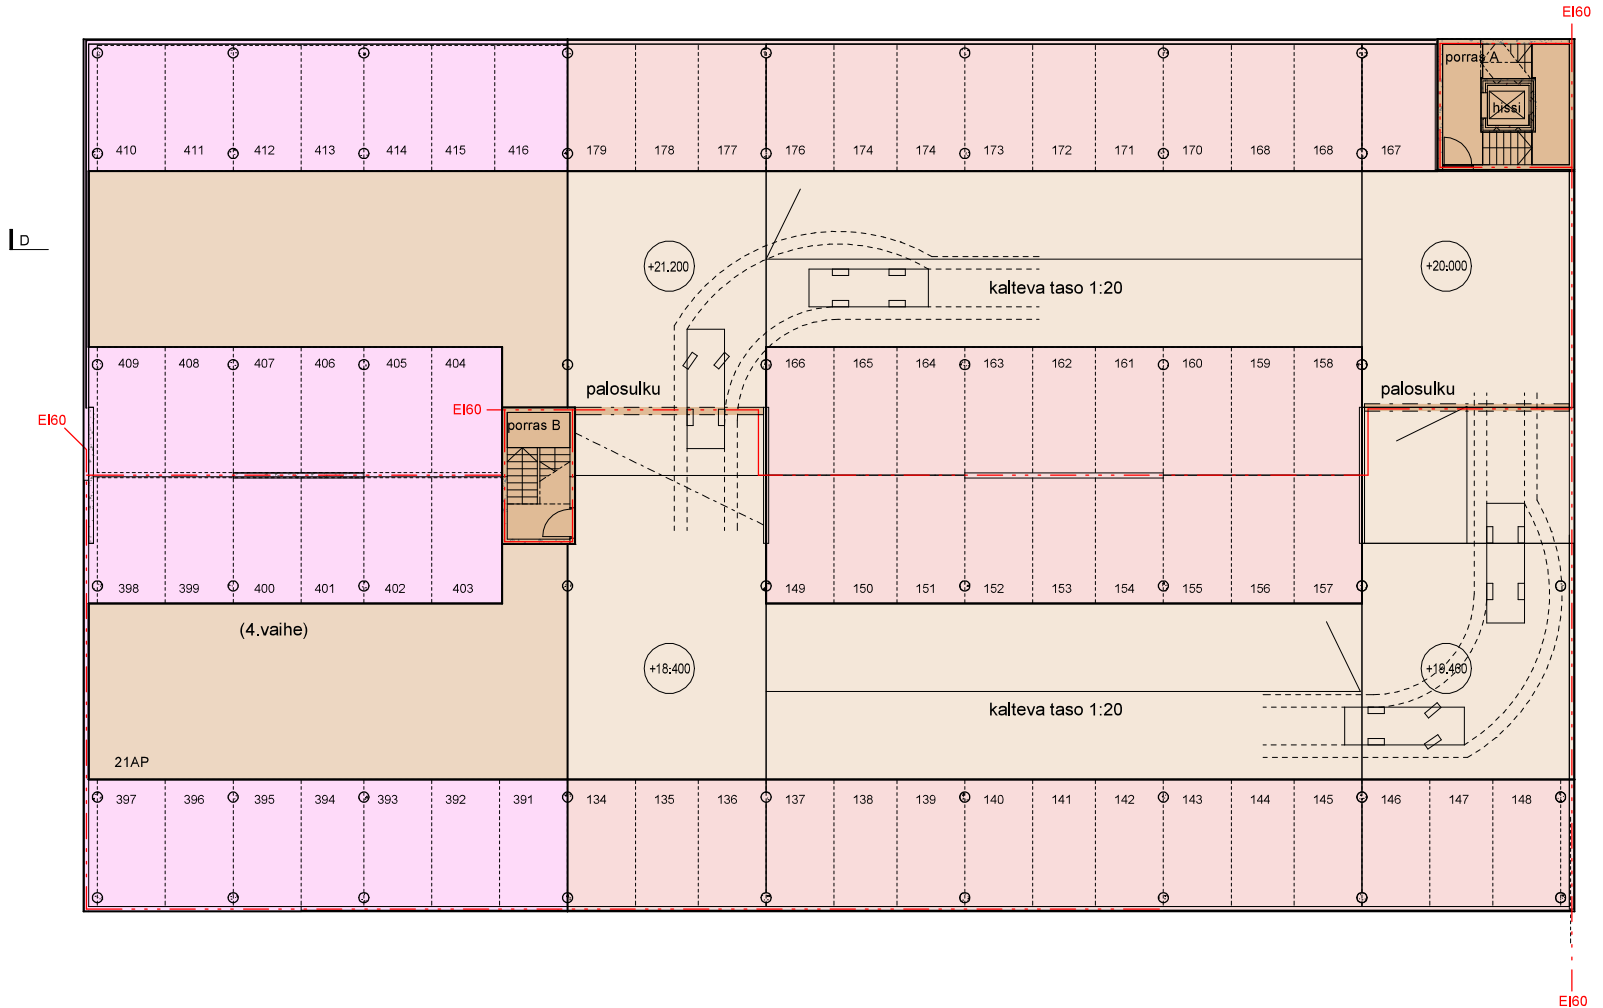 EI60
porras A
hissi
410 411 412 413 414 415 416 179 178 177 176 174 174 173 172 171 170 168 168 167
D
+21.200
+20.000
kalteva taso 1:20
409 408 407 406 405 404 166 165 164 163 162 161 160 159 158
palosulku palosulku
EI60
EI60
porras B
398 399 400 401 402 403 149 150 151 152 153 154 155 156 157
(4.vaihe)
+18.400
+19.460
kalteva taso 1:20
21AP
397 396 395 394 393 392 391 134 135 136 137 138 139 140 141 142 143 144 145 146 147 148
EI60